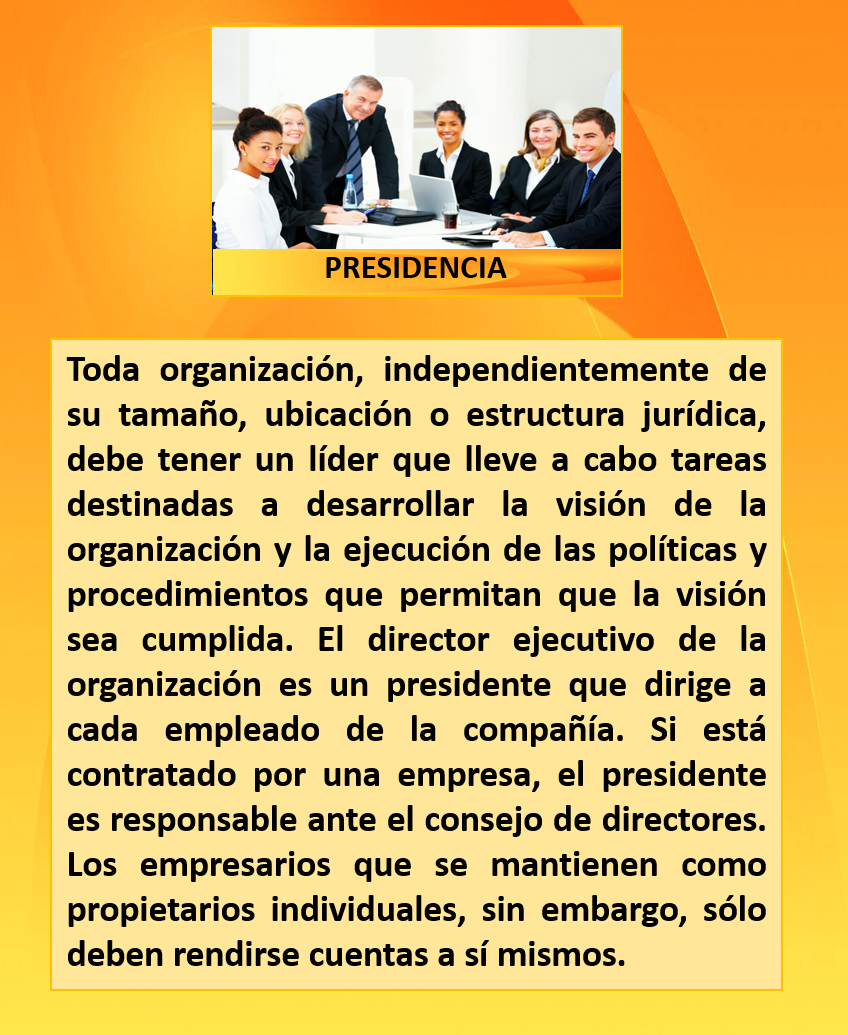 PRESIDENCIA
Toda organización, independientemente de
su tamaño, ubicación o estructura jurídica,
debe tener un líder que lleve a cabo tareas
destinadas a desarrollar la visión de la
organización y la ejecución de las políticas y
procedimientos que permitan que la visión
sea cumplida. El director ejecutivo de la
organización es un presidente que dirige a
cada empleado de la compañía. Si está
contratado por una empresa, el presidente
es responsable ante el consejo de directores.
Los empresarios que se mantienen como
propietarios individuales, sin embargo, sólo
deben rendirse cuentas a sí mismos.